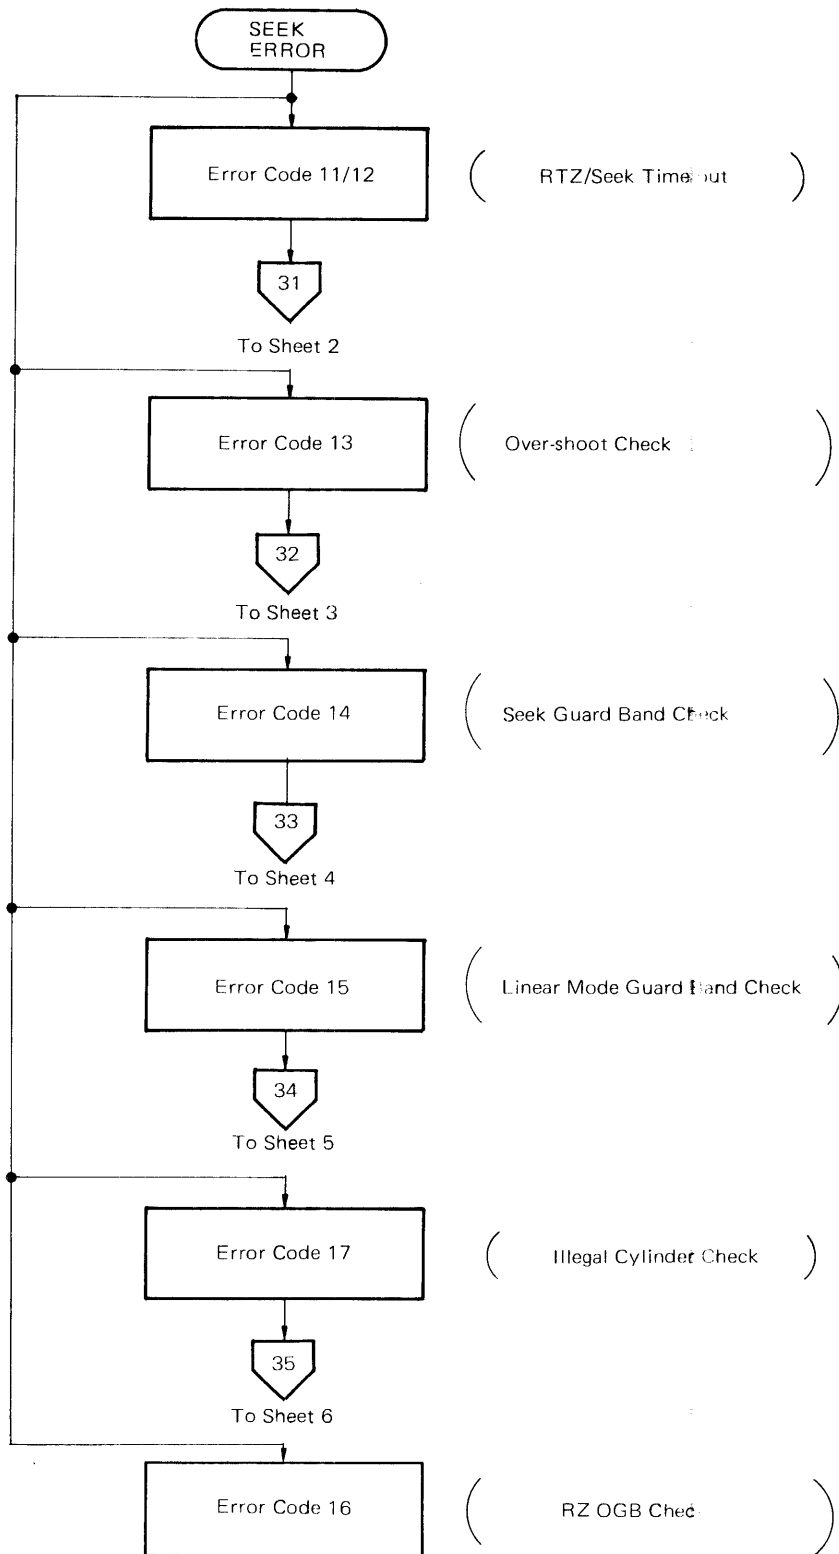 SEEK
ERROR
Error Code 11/12
RTZ/Seek Time out
31
To Sheet 2
Error Code 13
Over-shoot Check
32
To Sheet 3
Error Code 14
Seek Guard Band Check
33
To Sheet 4
Error Code 15
Linear Mode Guard Band Check
34
To Sheet 5
Error Code 17
Illegal Cylinder Check
35
To Sheet 6
Error Code 16
RZ OGB Chec